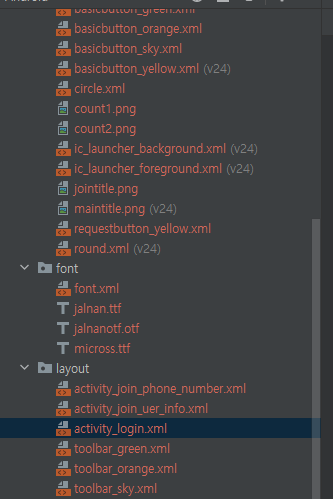 basicbutton_green.xml
basicbutton_orange.xml
basicbutton_sky.xml
basicbutton_yellow.xml (v24)
circle.xml
count1.png
count2.png
ic_launcher_background.xml (v24)
ic_launcher_foreground.xml (v24)
jointitle.png
maintitle.png (v24)
requestbutton_yellow.xml
round.xml (v24)
font
font.xml
jalnan.ttf
jalnanotf.otf
micross.ttf
layout
activity_join_phone_number.xml
activity_join_uer_info.xml
activity_login.xml
toolbar_green.xml
toolbar_orange.xml
toolbar_sky.xml